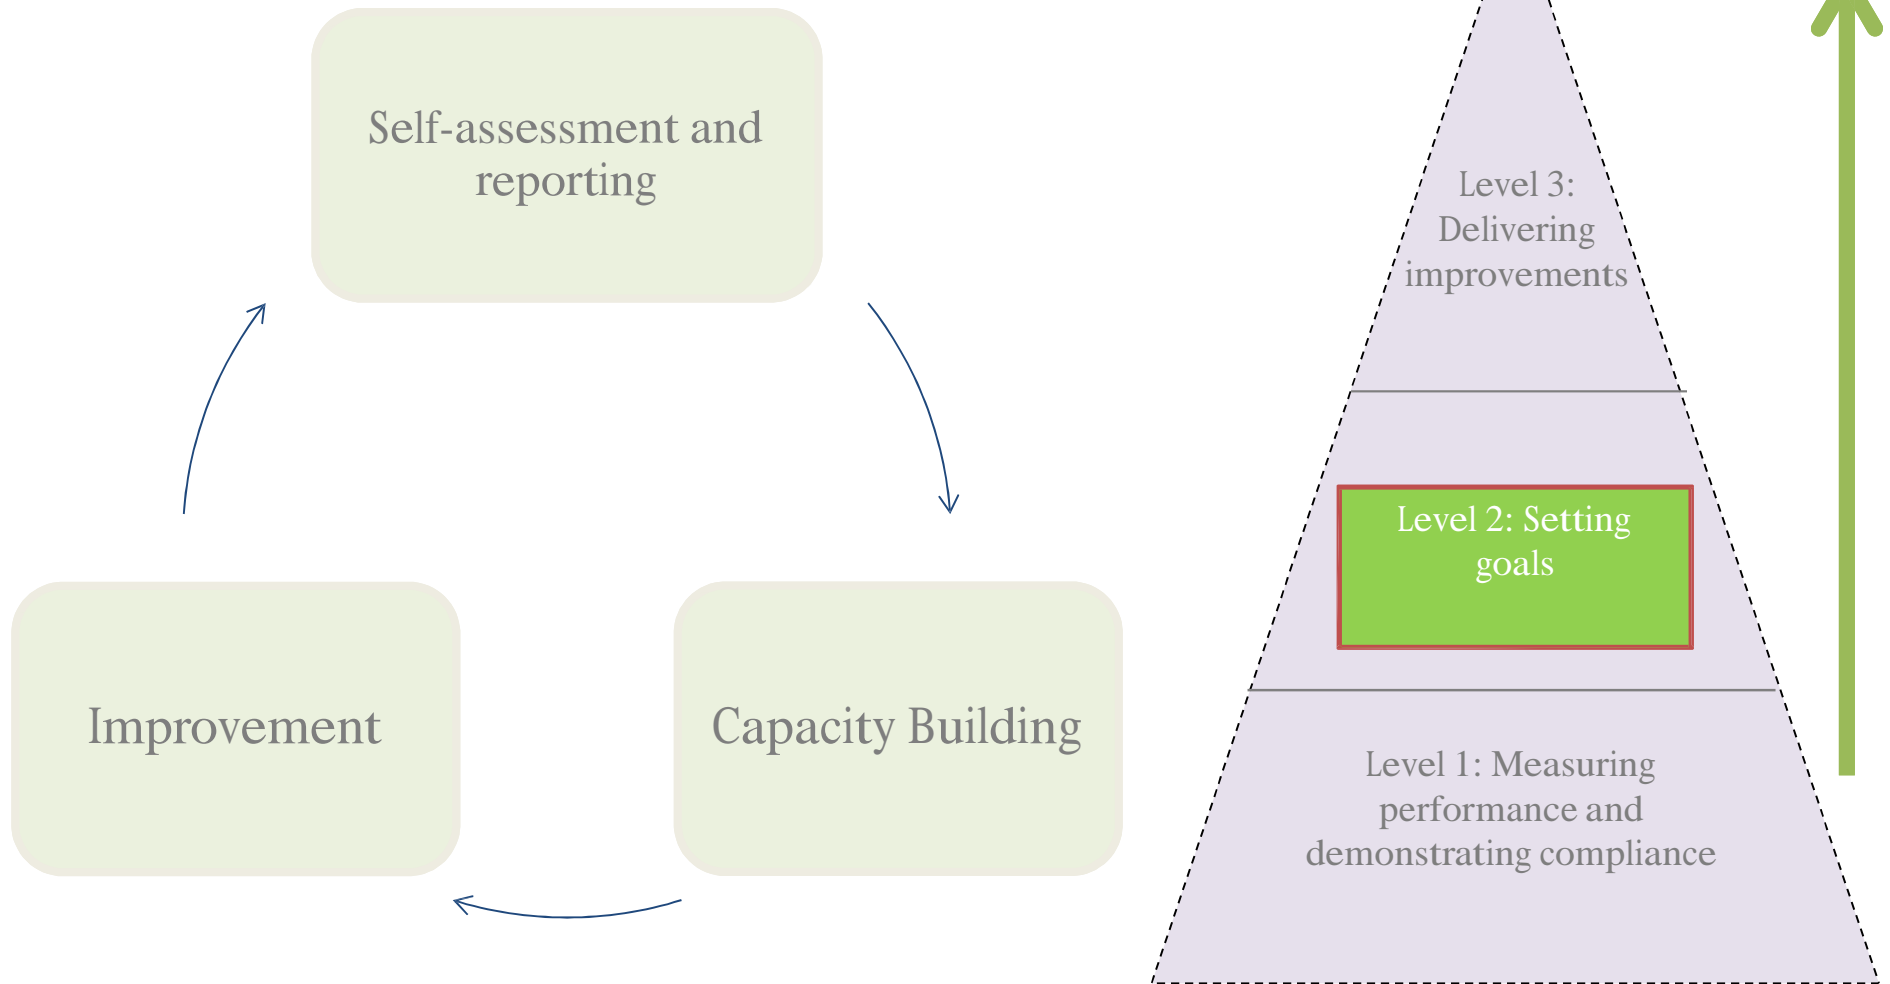 Self-assessment and
reporting
Improvement
Capacity Building
Level 3:
Delivering
improvements
Level 2: Setting
goals
Level 1: Measuring
performance and
demonstrating compliance